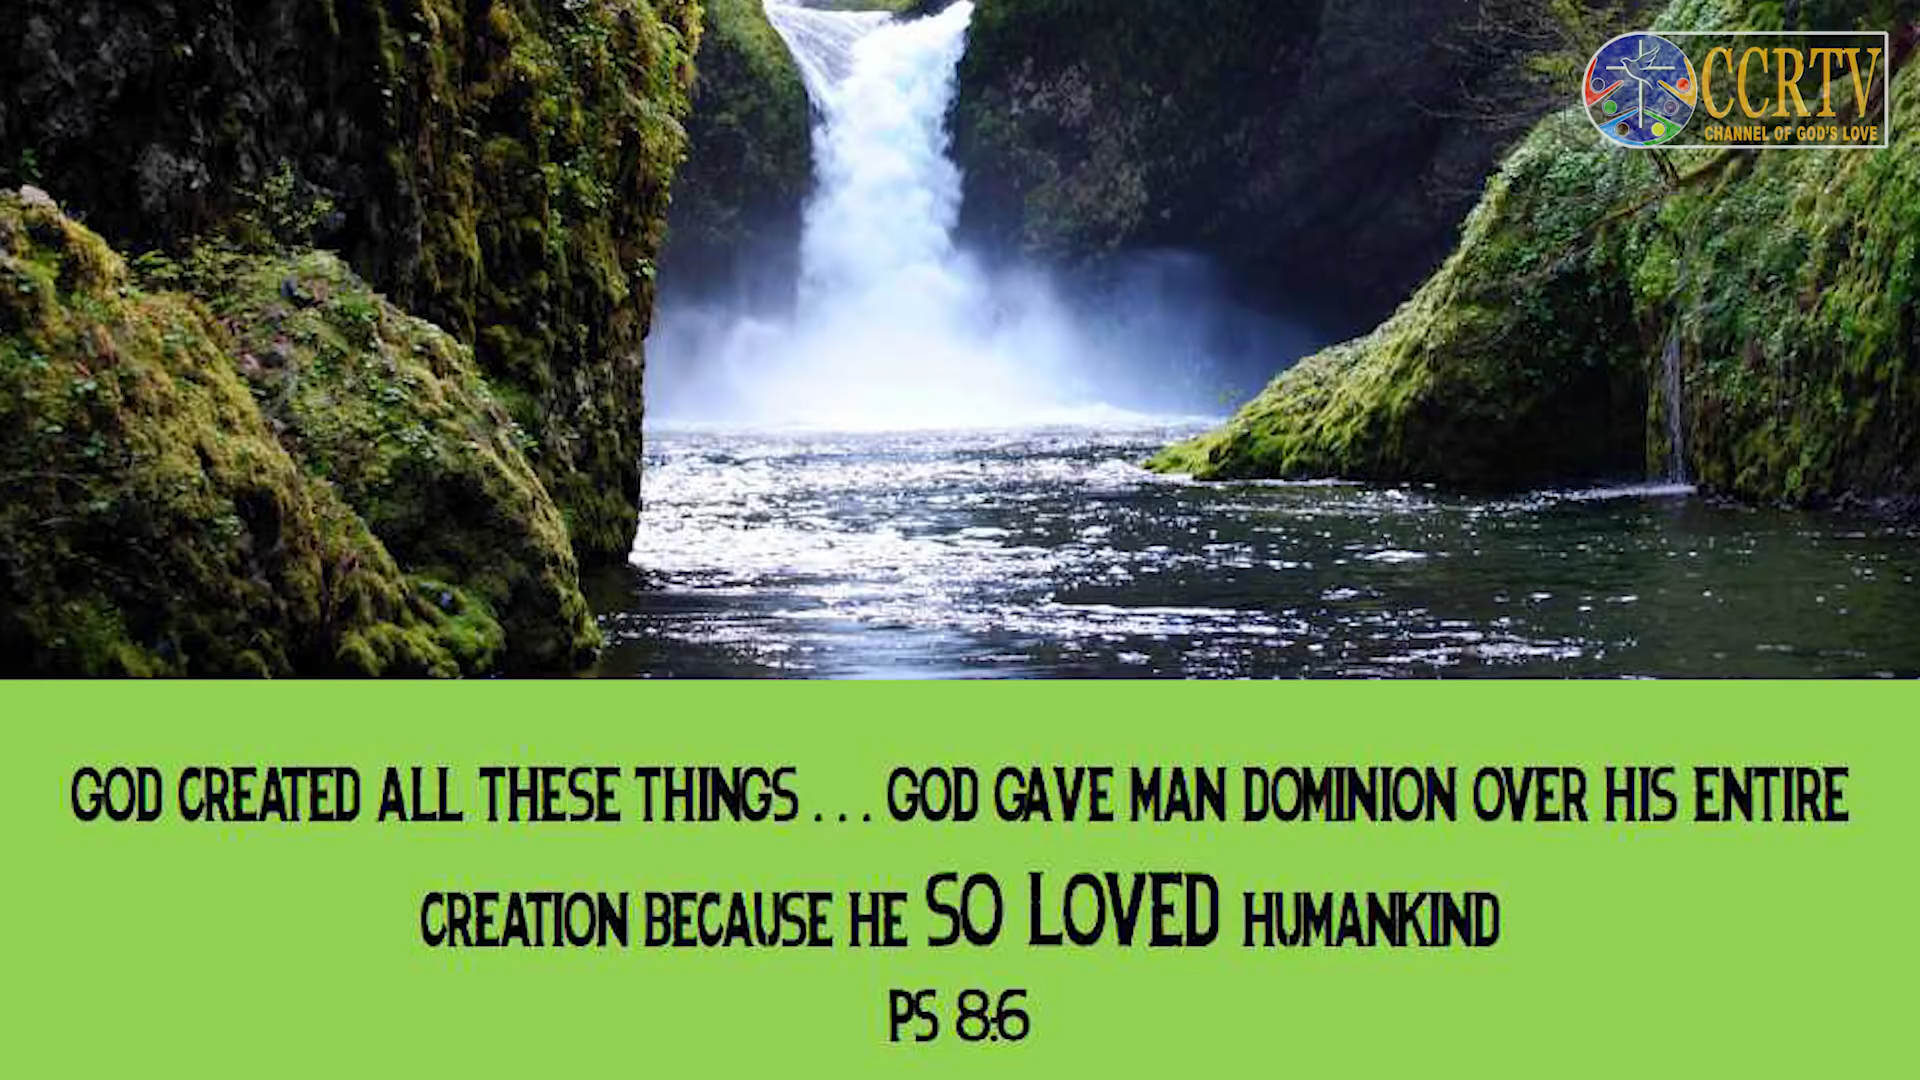 CCRTV
CHANNEL OF GOD'S LOVE
GOD CREATED ALL THESE THINGS . . . GOD GAVE MAN DOMINION OVER HIS ENTIRE
CREATION BECAUSE HE SO LOVED HUMANKIND
PS 8:6